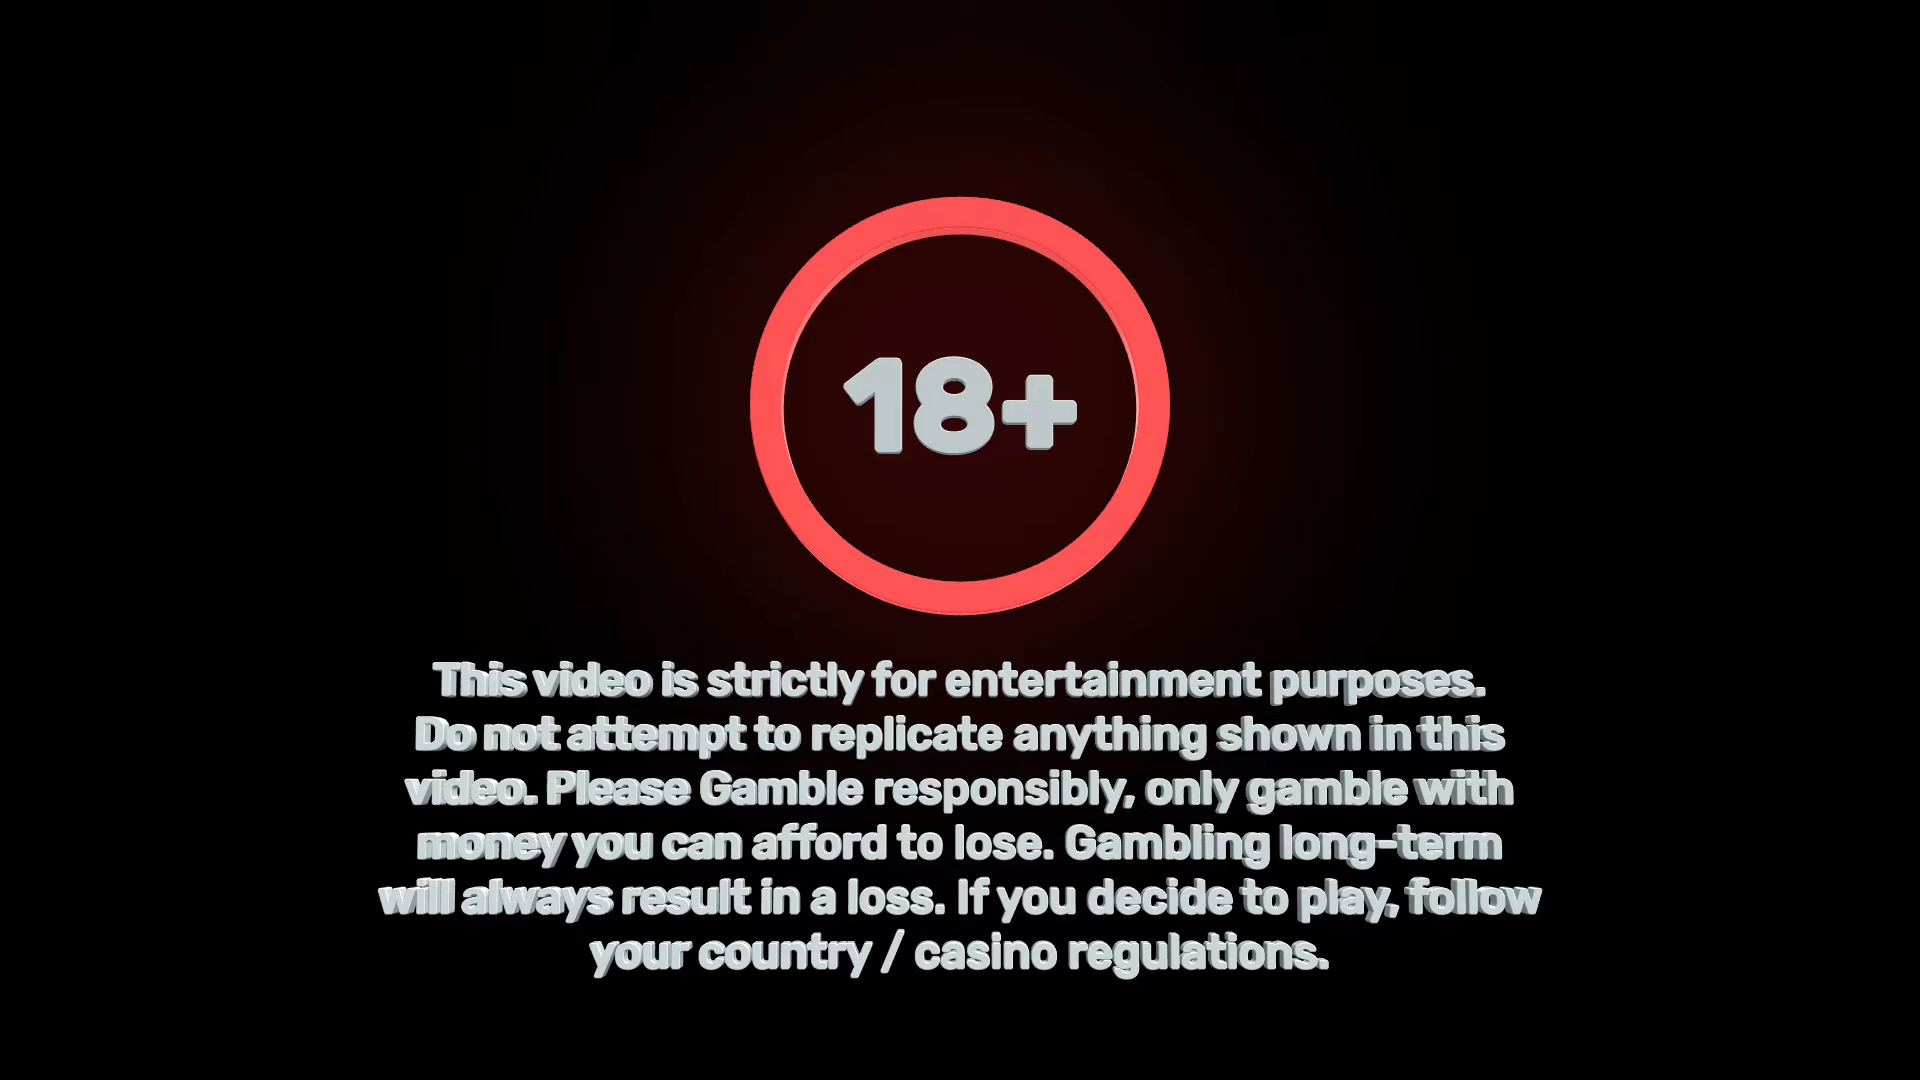 18+
This video is strictly for entertainment purposes.
Do not attempt to replicate anything shown in this
video. Please Gamble responsibly, only gamble with
money you can afford to lose. Gambling long-term
will always result in a loss. If you decide to play, follow
your country / casino regulations.